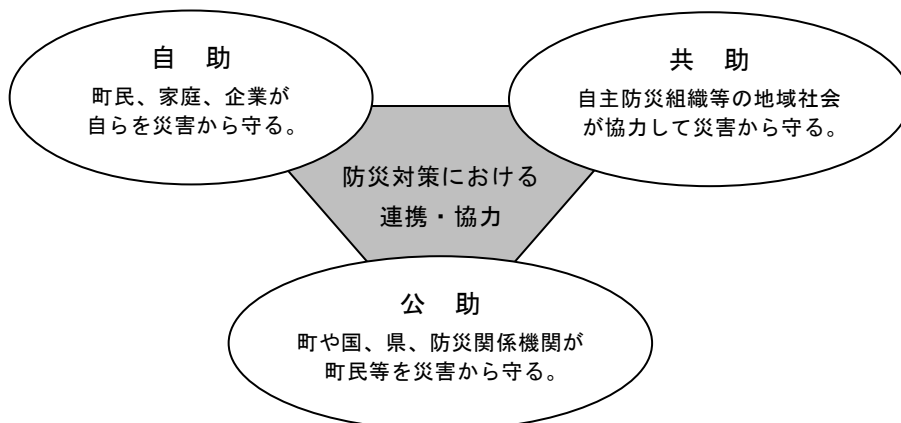 自　助
町民、家庭、企業が
自らを災害から守る。
共　助
自主防災組織等の地域社会
が協力して災害から守る。
防災対策における
連携・協力
公　助
町や国、県、防災関係機関が
町民等を災害から守る。